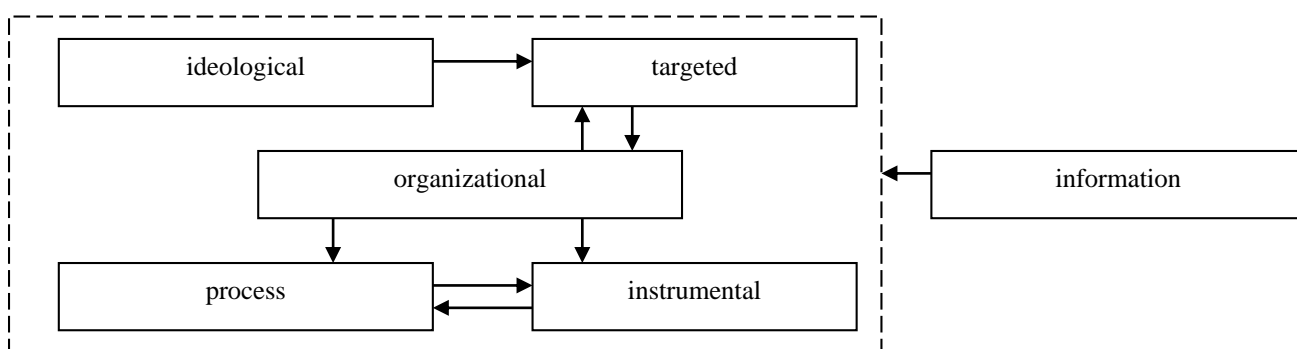 ideological
targeted
organizational
information
process
instrumental